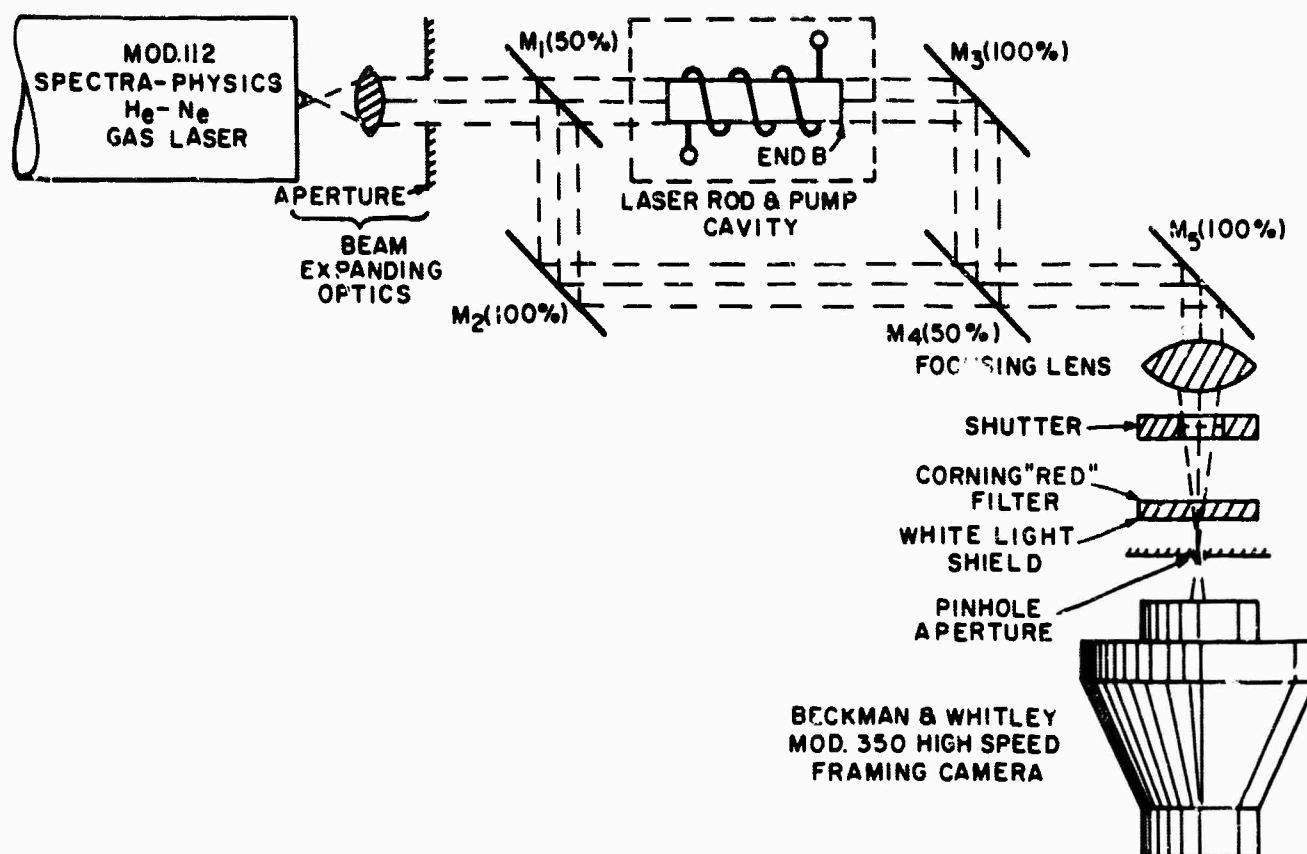 MOD.112
SPECTRA-PHYSICS
He-Ne
GAS LASER
M1(50%)
M3(100%)
END B
APERTURE
LASER ROD & PUMP
CAVITY
BEAM
EXPANDING
OPTICS
M2(100%)
M4(50%)
M5(100%)
FOCUSING LENS
SHUTTER
CORNING"RED"
FILTER
WHITE LIGHT
SHIELD
PINHOLE
APERTURE
BECKMAN & WHITLEY
MOD. 350 HIGH SPEED
FRAMING CAMERA